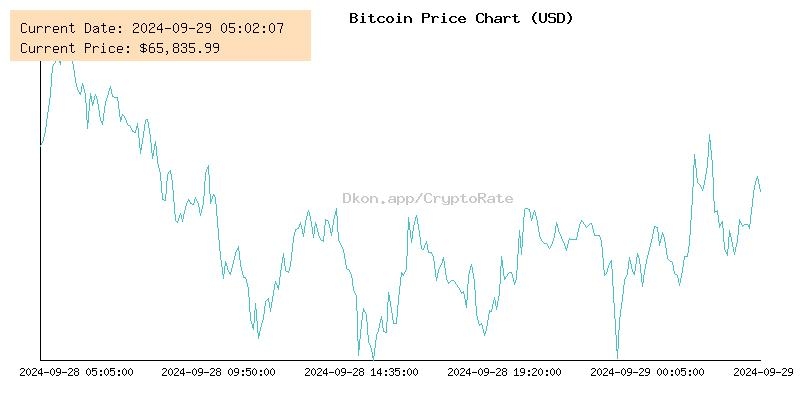 Bitcoin Price Chart (USD)
Current Date: 2024-09-29 05:02:07
Current Price: $65,835.99
Dkon.app/CryptoRate
2024-09-28 05:05:00
2024-09-28 09:50:00
2024-09-28 14:35:00
2024-09-28 19:20:00
2024-09-29 00:05:00
2024-09-29